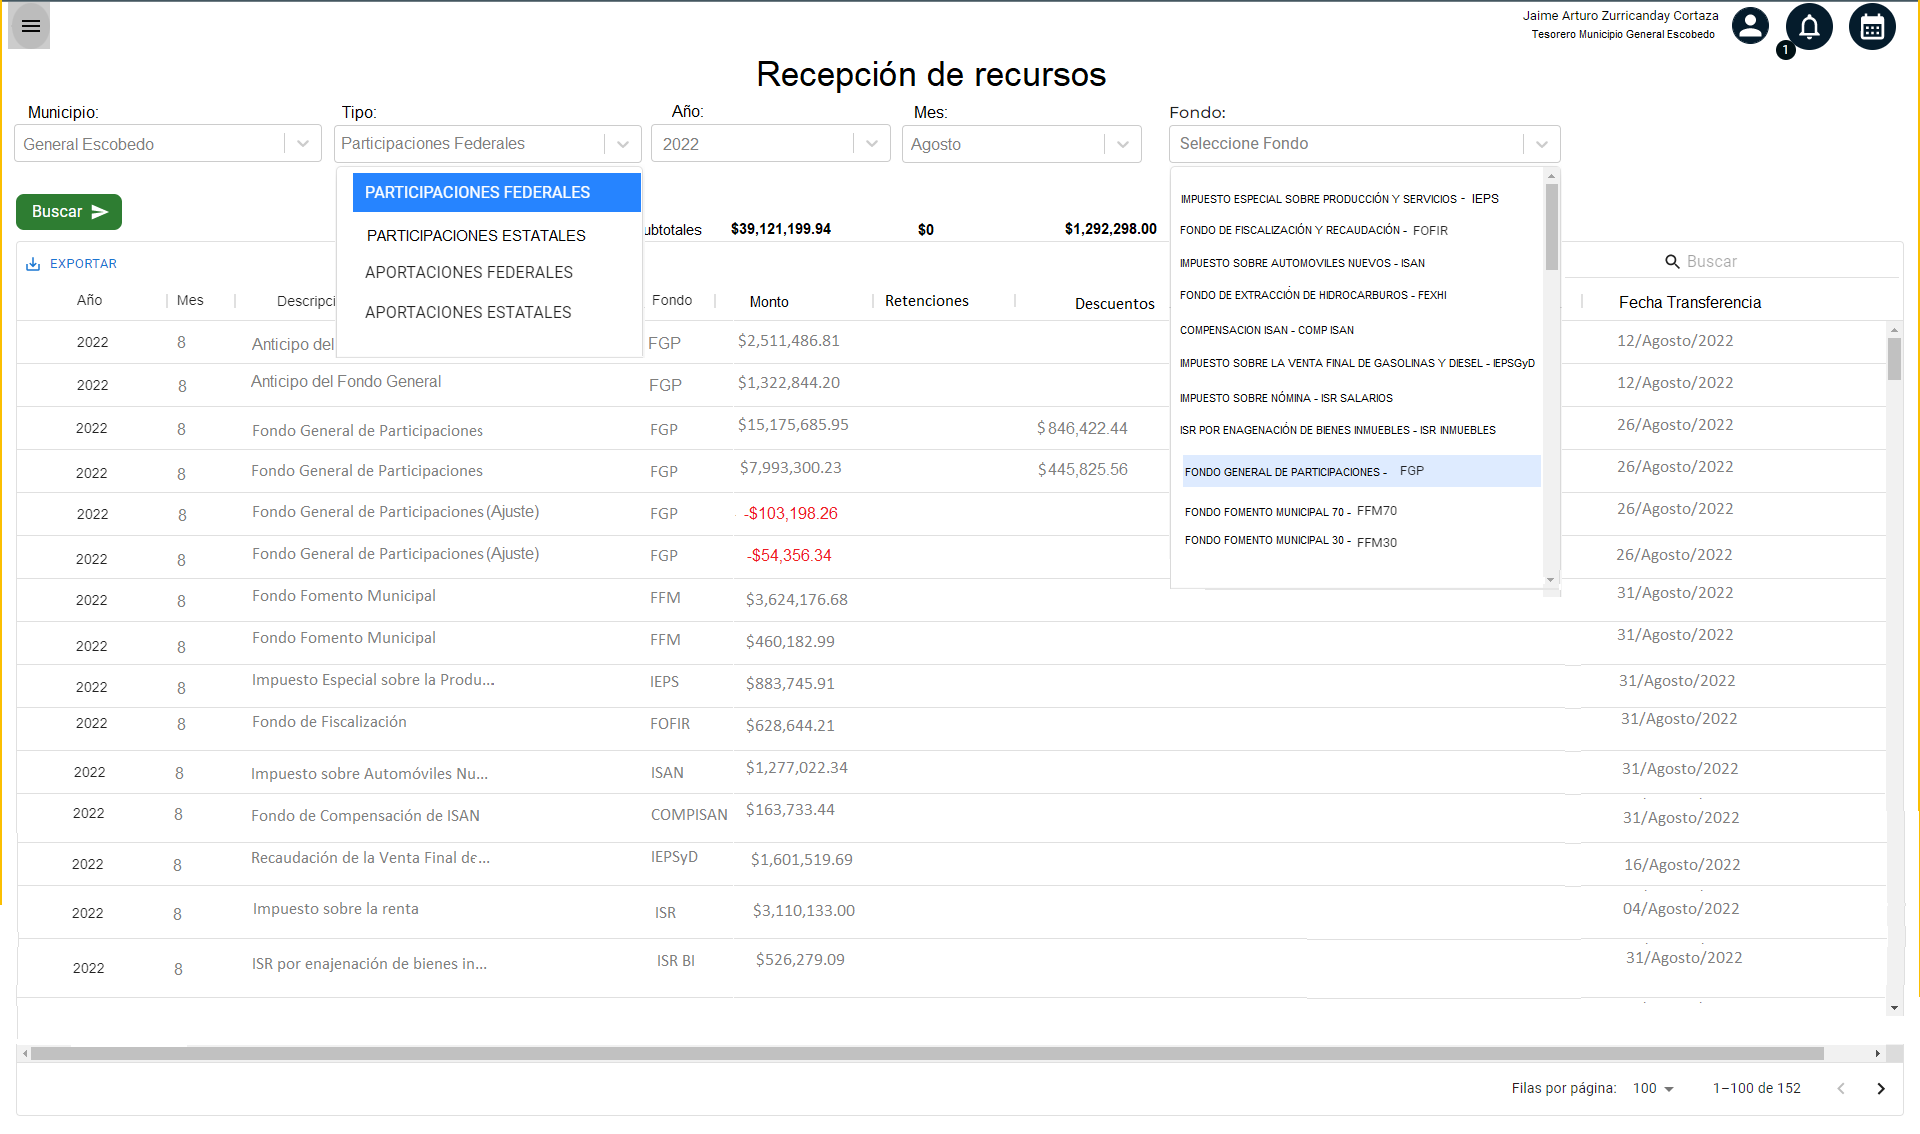 Jaime Arturo Zurricanday Cortaza
Tesorero Municipio General Escobedo
1
Recepción de recursos
Municipio: Tipo: Año: Mes: Fondo:
General Escobedo Participaciones Federales 2022 Agosto Seleccione Fondo
PARTICIPACIONES FEDERALES
PARTICIPACIONES ESTATALES
APORTACIONES FEDERALES
APORTACIONES ESTATALES
IMPUESTO ESPECIAL SOBRE PRODUCCIÓN Y SERVICIOS - IEPS
FONDO DE FISCALIZACIÓN Y RECAUDACIÓN - FOFIR
IMPUESTO SOBRE AUTOMOVILES NUEVOS - ISAN
FONDO DE EXTRACCIÓN DE HIDROCARBUROS - FEXHI
COMPENSACION ISAN - COMP ISAN
IMPUESTO SOBRE LA VENTA FINAL DE GASOLINAS Y DIESEL - IEPSGyD
IMPUESTO SOBRE NÓMINA - ISR SALARIOS
ISR POR ENAGENACIÓN DE BIENES INMUEBLES - ISR INMUEBLES
FONDO GENERAL DE PARTICIPACIONES - FGP
FONDO FOMENTO MUNICIPAL 70 - FFM70
FONDO FOMENTO MUNICIPAL 30 - FFM30
Buscar
ubtotales $39,121,199.94 $0 $1,292,298.00
EXPORTAR Buscar
Año Mes Descripci Fondo Monto Retenciones Descuentos Fecha Transferencia
2022 8 Anticipo del FGP $2,511,486.81 12/Agosto/2022
2022 8 Anticipo del Fondo General FGP $1,322,844.20 12/Agosto/2022
2022 8 Fondo General de Participaciones FGP $15,175,685.95 $846,422.44 26/Agosto/2022
2022 8 Fondo General de Participaciones FGP $7,993,300.23 $445,825.56 26/Agosto/2022
2022 8 Fondo General de Participaciones (Ajuste) FGP -$103,198.26 26/Agosto/2022
2022 8 Fondo General de Participaciones (Ajuste) FGP -$54,356.34 26/Agosto/2022
2022 8 Fondo Fomento Municipal FFM $3,624,176.68 31/Agosto/2022
2022 8 Fondo Fomento Municipal FFM $460,182.99 31/Agosto/2022
2022 8 Impuesto Especial sobre la Produ... IEPS $883,745.91 31/Agosto/2022
2022 8 Fondo de Fiscalización FOFIR $628,644.21 31/Agosto/2022
2022 8 Impuesto sobre Automóviles Nu... ISAN $1,277,022.34 31/Agosto/2022
2022 8 Fondo de Compensación de ISAN COMPISAN $163,733.44 31/Agosto/2022
2022 8 Recaudación de la Venta Final de... IEPSyD $1,601,519.69 16/Agosto/2022
2022 8 Impuesto sobre la renta ISR $3,110,133.00 04/Agosto/2022
2022 8 ISR por enajenación de bienes in... ISR BI $526,279.09 31/Agosto/2022
Filas por página: 100 1–100 de 152